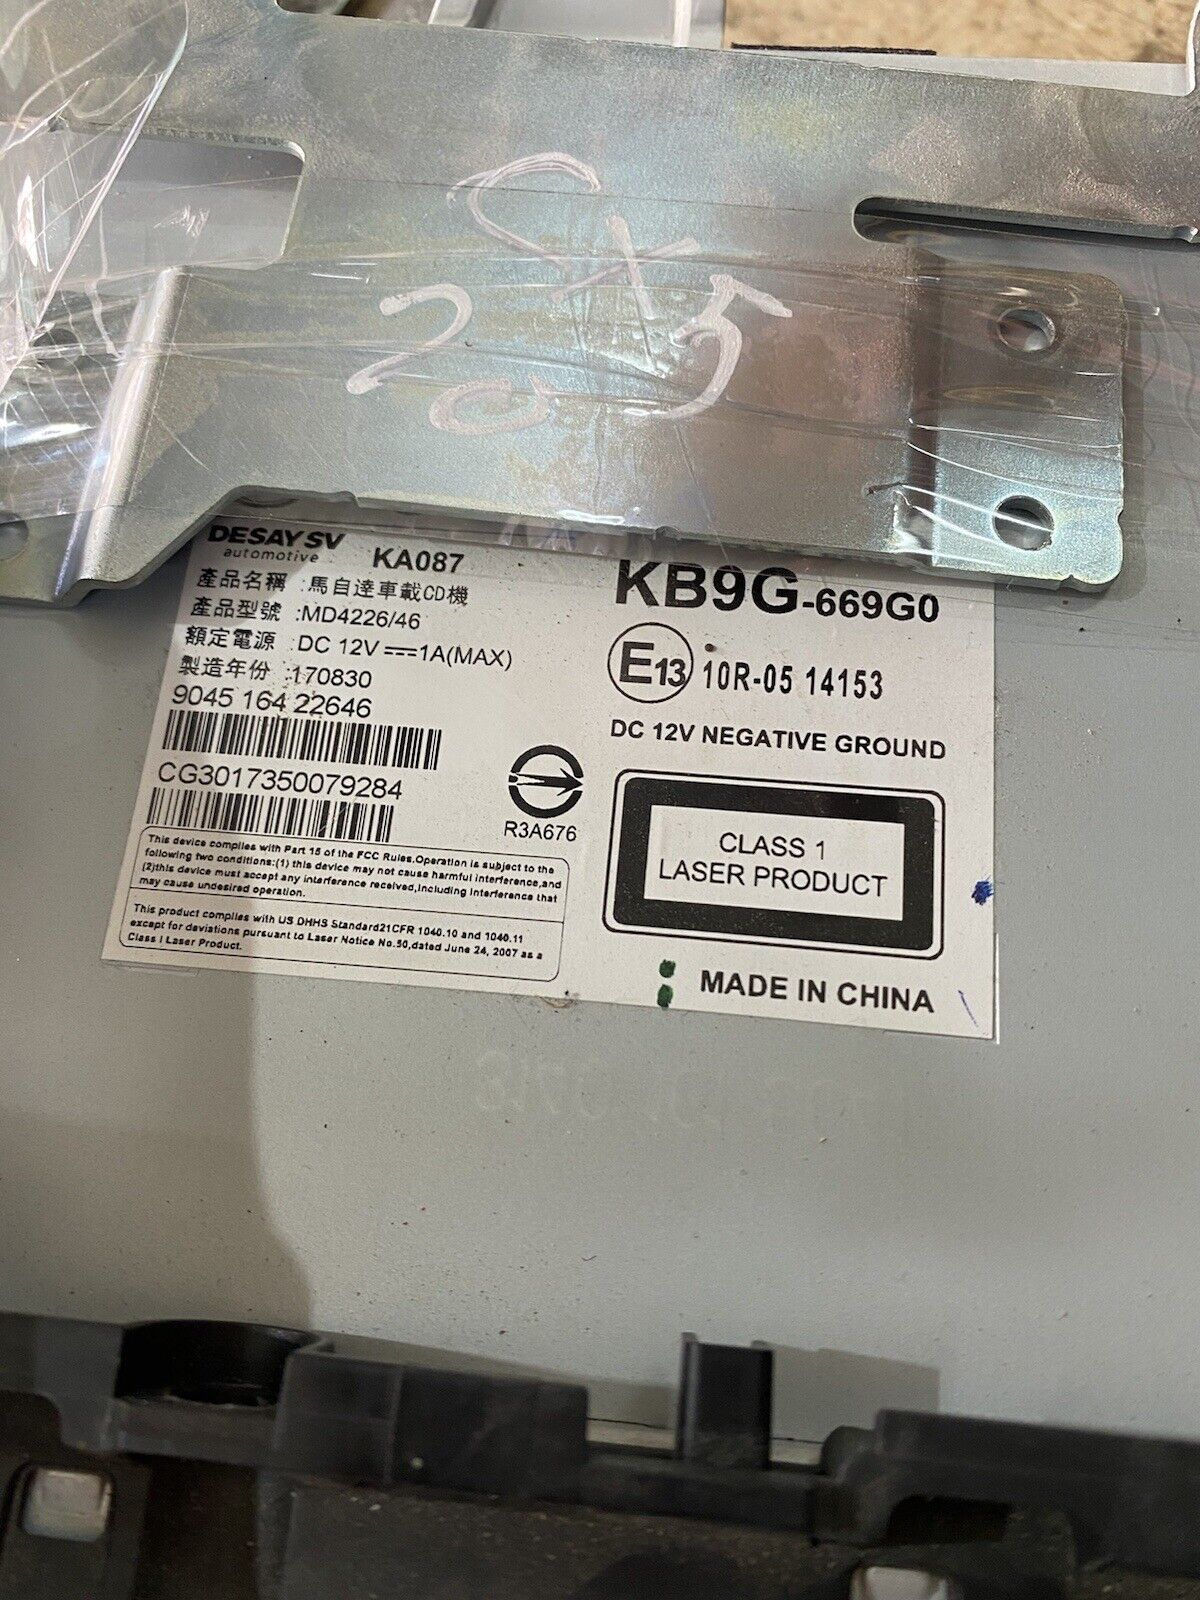 Cx5
20
DESAY SV
automotive
KA087
產品名稱 :馬自達車載CD機
產品型號 :MD4226/46
額定電源 :DC 12V ⎓1A(MAX)
製造年份 :170830
9045 164 22646
CG3017350079284
R3A676
This device complies with Part 15 of the FCC Rules.Operation is subject to the
following two conditions:(1) this device may not cause harmful interference,and
(2)this device must accept any interference received,including interference that
may cause undesired operation.
This product complies with US DHHS Standard21CFR 1040.10 and 1040.11
except for deviations pursuant to Laser Notice No.50,dated June 24, 2007 as a
Class I Laser Product.
KB9G-669G0
E13 10R-05 14153
DC 12V NEGATIVE GROUND
CLASS 1
LASER PRODUCT
MADE IN CHINA